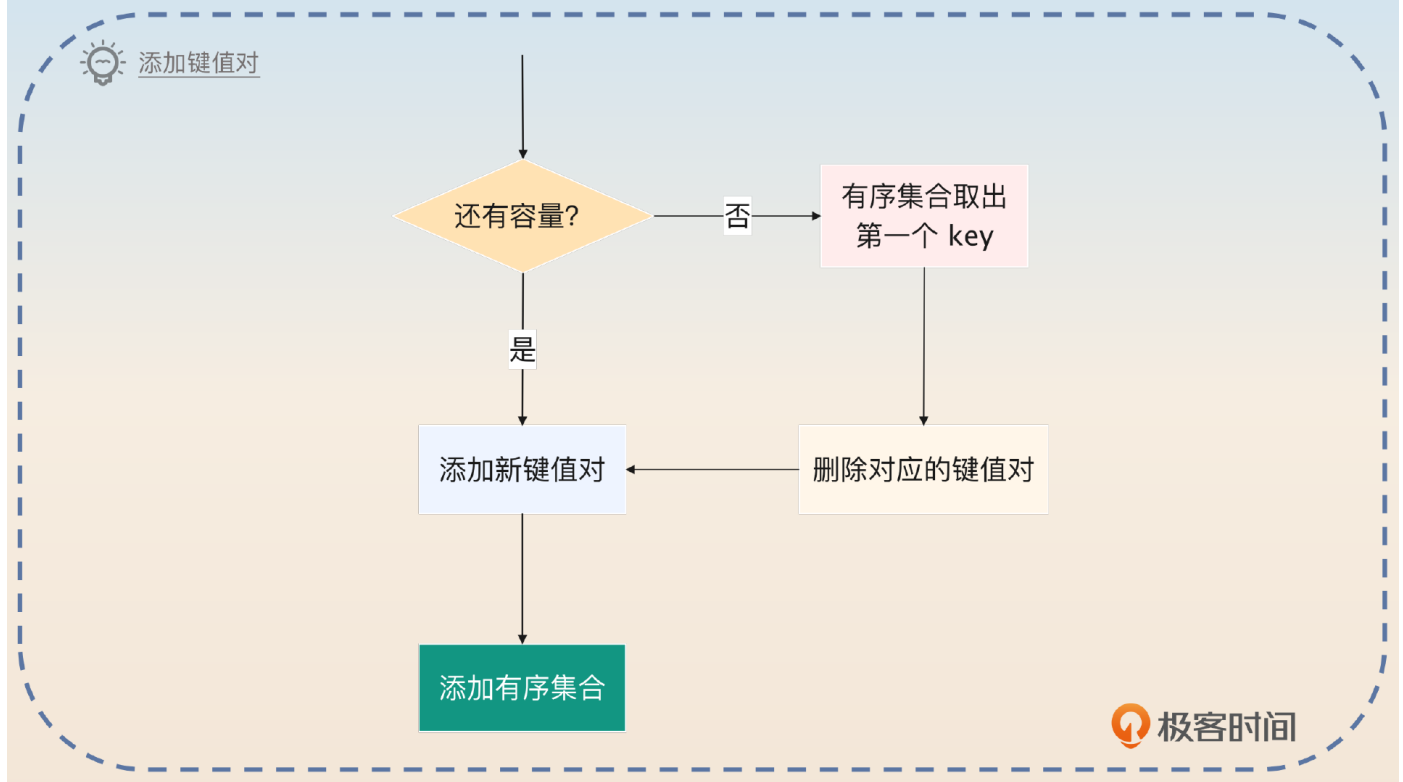 添加键值对
还有容量?
否
有序集合取出
第一个 key
是
添加新键值对
删除对应的键值对
添加有序集合
极客时间